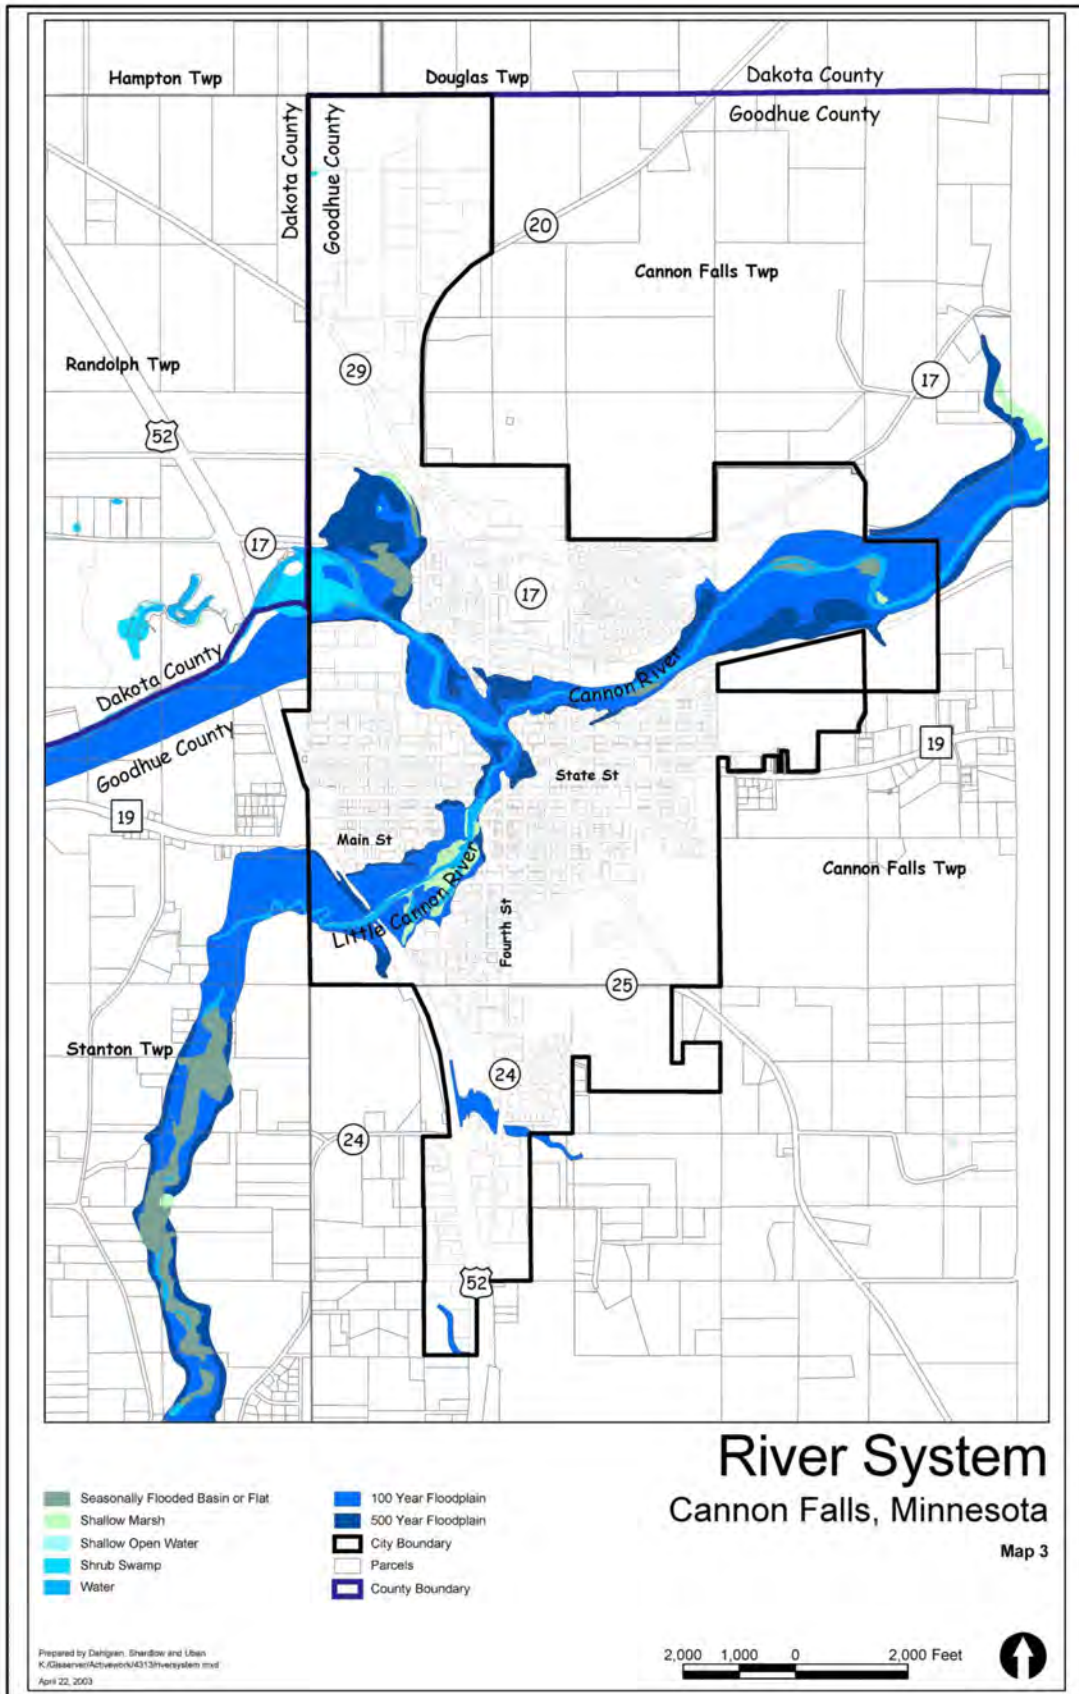 Hampton Twp
Douglas Twp
Dakota County
Goodhue County
Dakota County
Goodhue County
20
Cannon Falls Twp
Randolph Twp
29
17
52
17
17
Cannon River
Dakota County
Goodhue County
19
State St
19
Main St
Cannon Falls Twp
Little Cannon River
Fourth St
25
Stanton Twp
24
24
52
River System
Cannon Falls, Minnesota
Map 3
Seasonally Flooded Basin or Flat
Shallow Marsh
Shallow Open Water
Shrub Swamp
Water
100 Year Floodplain
500 Year Floodplain
City Boundary
Parcels
County Boundary
Prepared by Dahlgren, Shardlow and Uban
K:/Gisserver/Activework/4313/riversystem.mxd
April 22, 2003
2,000 1,000 0 2,000 Feet